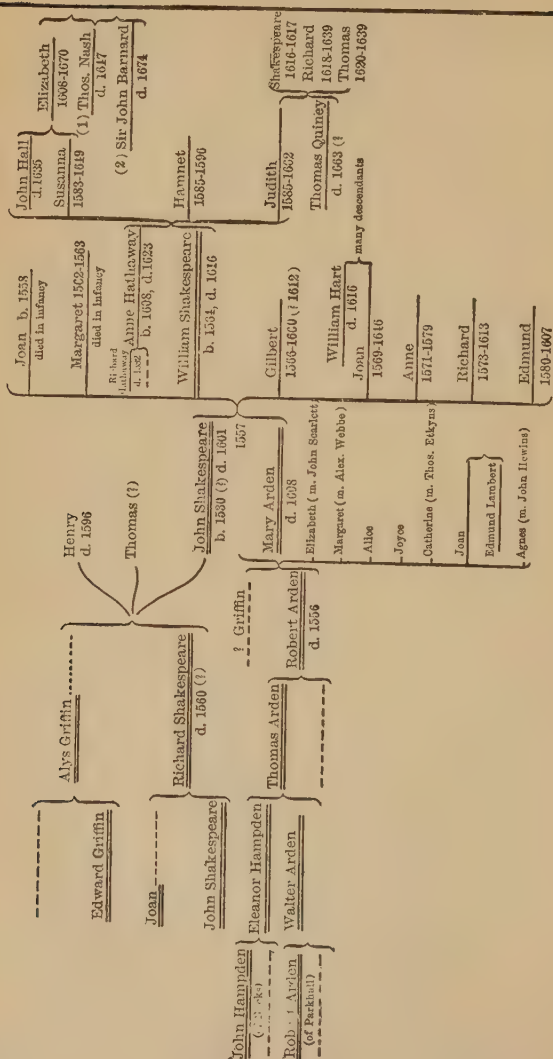 John Hampden
Robert Arden
(of Parkhall)
Edward Griffin
Joan
John Shakespeare
Eleanor Hampden
Walter Arden
Alys Griffin
Richard Shakespeare
d. 1560 (?)
Thomas Arden
? Griffin
Robert Arden
d. 1556
Henry
d. 1596
Thomas (?)
John Shakespeare
b. 1530 (?) d. 1601
1557
Mary Arden
d. 1608
Elizabeth (m. John Scarlett)
Margaret (m. Alex. Webbe)
Alice
Joyce
Catherine (m. Thos. Etkyns)
Joan
Edmund Lambert
Agnes (m. John Hewins)
Joan b. 1558
died in infancy
Margaret 1562-1563
died in infancy
Richard
Hathaway
Anne Hathaway
b. 1608, d. 1623
William Shakespeare
b. 1564, d. 1616
Gilbert
1566-1600 (? 1612)
William Hart
d. 1616
Joan
1569-1646
many descendants
Anne
1571-1579
Richard
1573-1613
Edmund
1580-1607
John Hall
d. 1635
Susanna
1583-1649
Hamnet
1585-1596
Judith
1585-1662
Thomas Quiney
d. 1663 (?
Elizabeth
1608-1670
(1) Thos. Nash
d. 1647
(2) Sir John Barnard
d. 1674
Shakespeare
1616-1617
Richard
1618-1639
Thomas
1620-1639